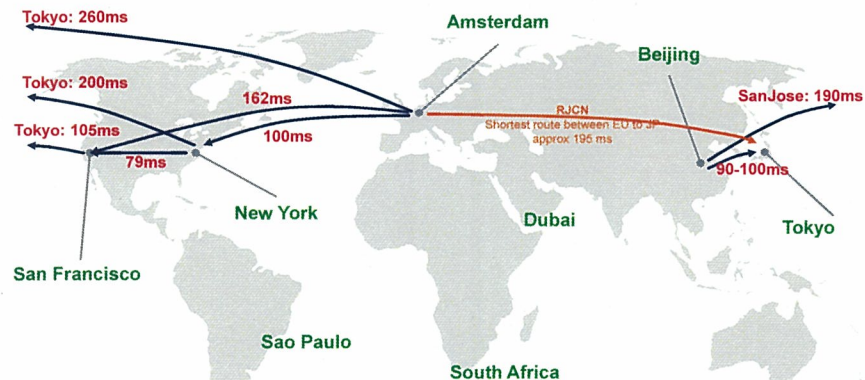 Tokyo: 260ms
Amsterdam
Beijing
Tokyo: 200ms
162ms
SanJose: 190ms
RJCN
Shortest route between EU to JP
approx 195 ms
Tokyo: 105ms
100ms
79ms
90-100ms
New York
Dubai
Tokyo
San Francisco
Sao Paulo
South Africa